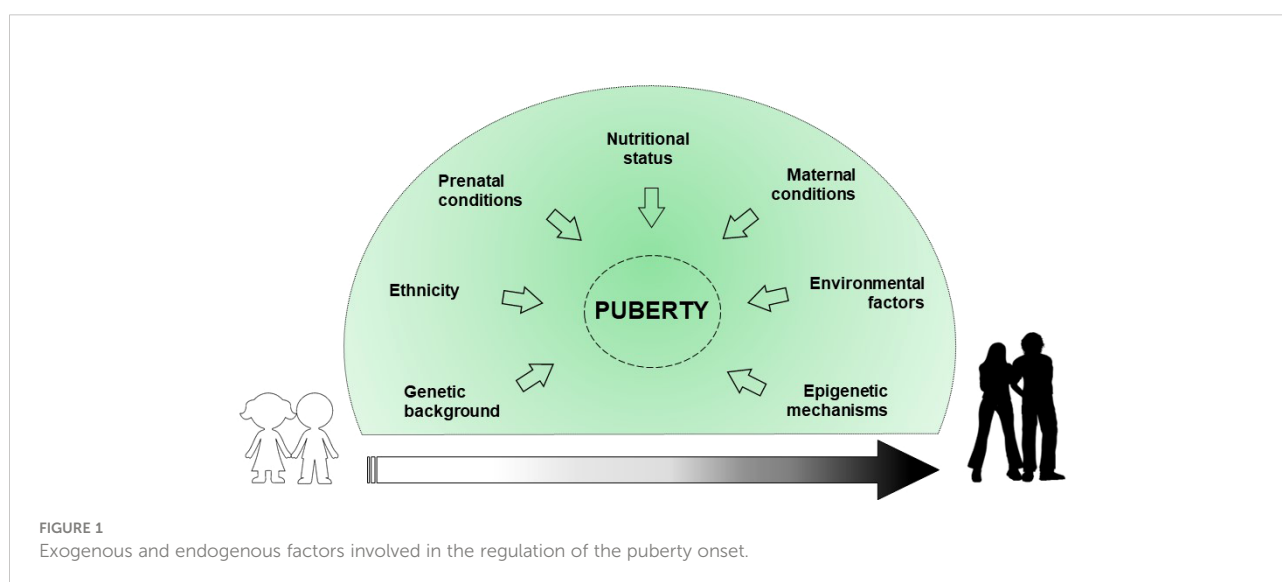 Nutritional
status
Prenatal
conditions
Maternal
conditions
Ethnicity
PUBERTY
Environmental
factors
Genetic
background
Epigenetic
mechanisms
FIGURE 1
Exogenous and endogenous factors involved in the regulation of the puberty onset.